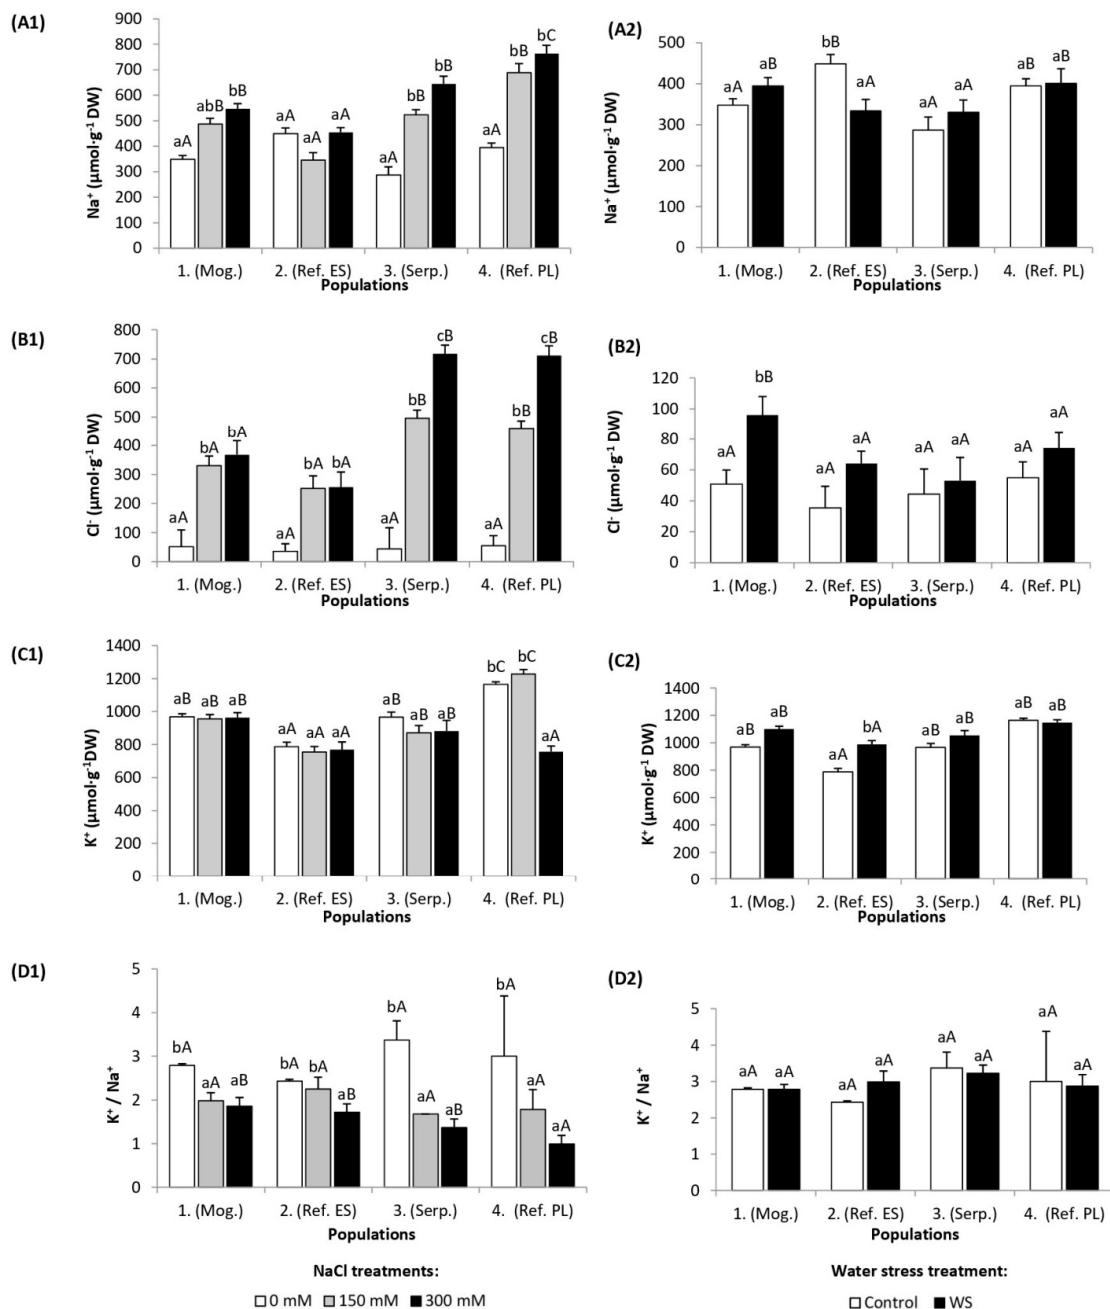 (A1)
Na⁺ (µmol·g⁻¹ DW)
900
800
700
600
500
400
300
200
100
0
aA abB bB
aA aA aA
aA bB bB
aA bB bC
1. (Mog.) 2. (Ref. ES) 3. (Serp.) 4. (Ref. PL)
Populations
(A2)
Na⁺ (µmol·g⁻¹ DW)
500
400
300
200
100
0
aA aB
bB aA
aA aA
aB aB
1. (Mog.) 2. (Ref. ES) 3. (Serp.) 4. (Ref. PL)
Populations
(B1)
Cl⁻ (µmol·g⁻¹ DW)
800
700
600
500
400
300
200
100
0
aA bA bA
aA bA bA
aA bB cB
aA bB cB
1. (Mog.) 2. (Ref. ES) 3. (Serp.) 4. (Ref. PL)
Populations
(B2)
Cl⁻ (µmol·g⁻¹ DW)
120
100
80
60
40
20
0
aA bB
aA aA
aA aA
aA aA
1. (Mog.) 2. (Ref. ES) 3. (Serp.) 4. (Ref. PL)
Populations
(C1)
K⁺ (µmol·g⁻¹DW)
1400
1200
1000
800
600
400
200
0
aB aB aB
aA aA aA
aB aB aB
bC bC aA
1. (Mog.) 2. (Ref. ES) 3. (Serp.) 4. (Ref. PL)
Populations
(C2)
K⁺ (µmol·g⁻¹ DW)
1400
1200
1000
800
600
400
200
0
aB aB
aA bA
aB aB
aB aB
1. (Mog.) 2. (Ref. ES) 3. (Serp.) 4. (Ref. PL)
Populations
(D1)
K⁺ / Na⁺
5
4
3
2
1
0
bA aA aB
bA bA aB
bA aA aB
bA aA aA
1. (Mog.) 2. (Ref. ES) 3. (Serp.) 4. (Ref. PL)
Populations
(D2)
K⁺ / Na⁺
5
4
3
2
1
0
aA aA
aA aA
aA aA
aA aA
1. (Mog.) 2. (Ref. ES) 3. (Serp.) 4. (Ref. PL)
Populations
NaCl treatments:
0 mM 150 mM 300 mM
Water stress treatment:
Control WS